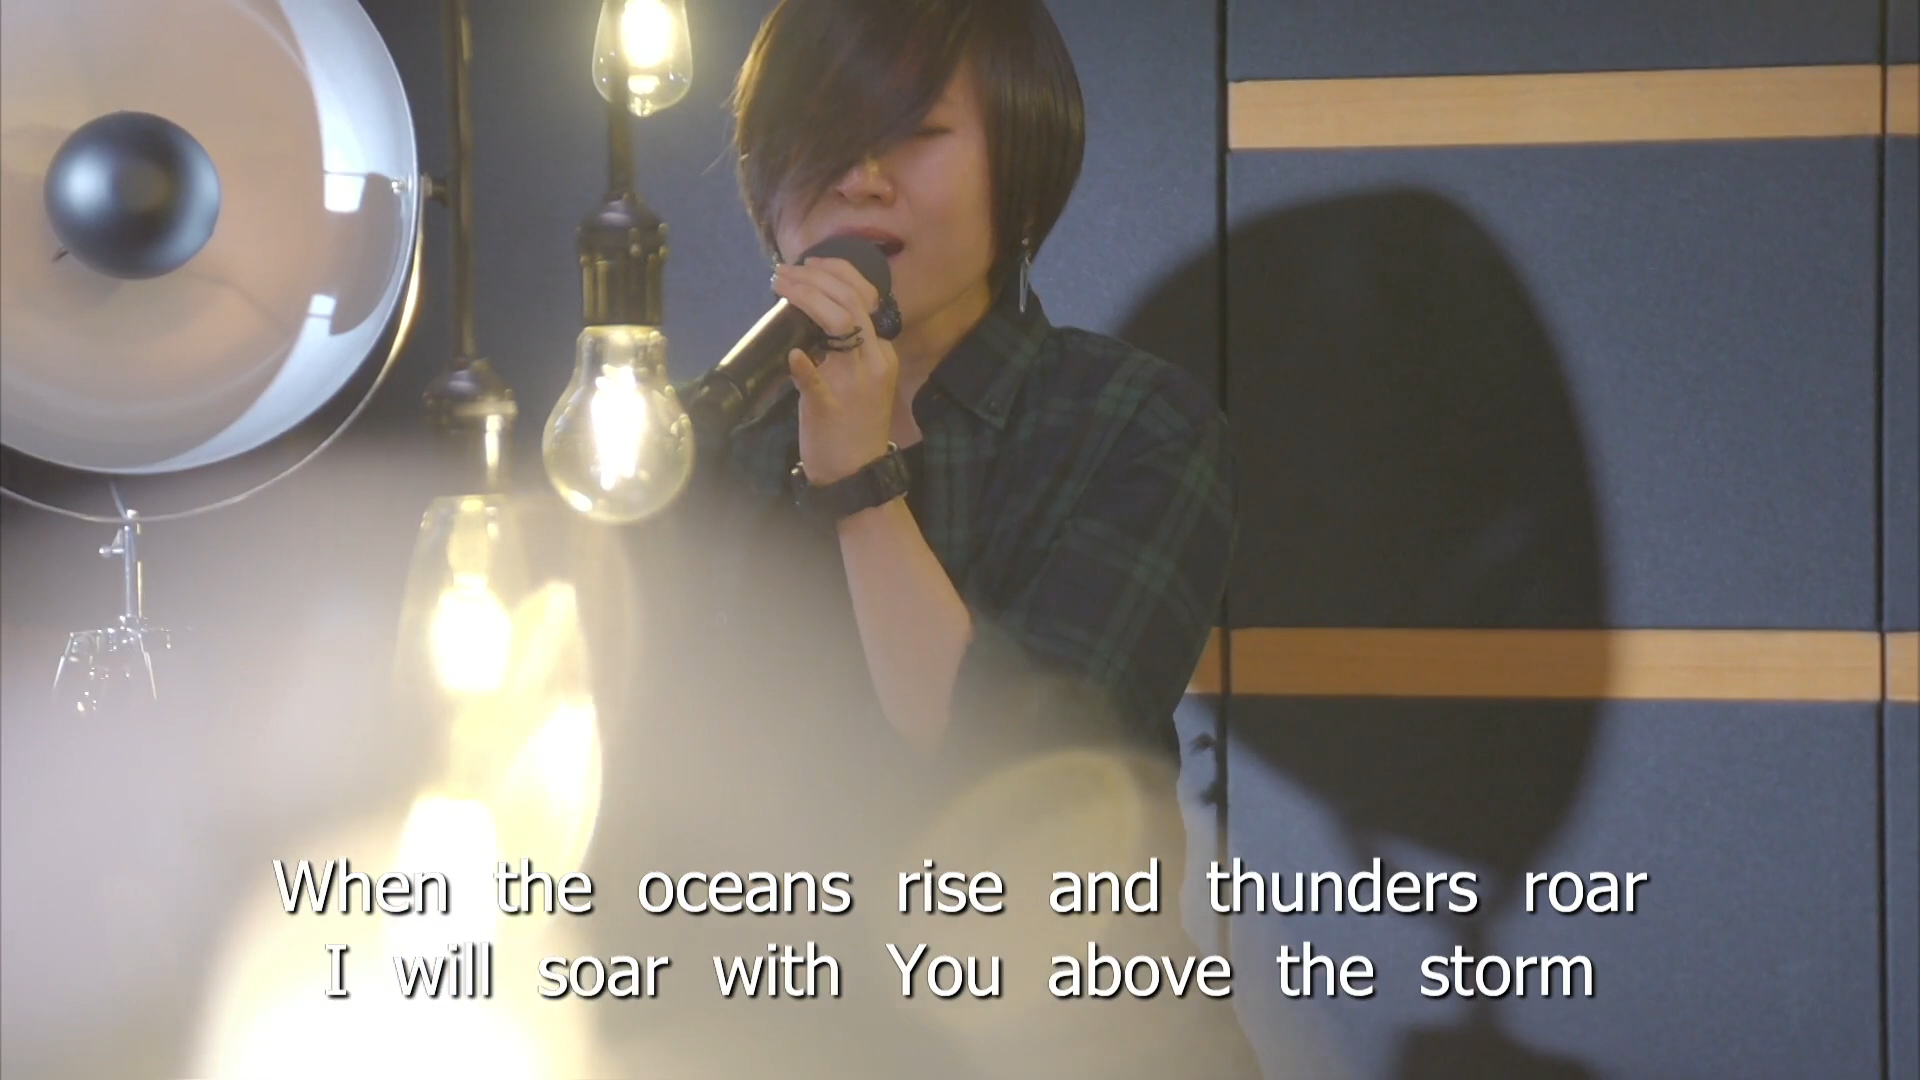 When the oceans rise and thunders roar
I will soar with You above the storm